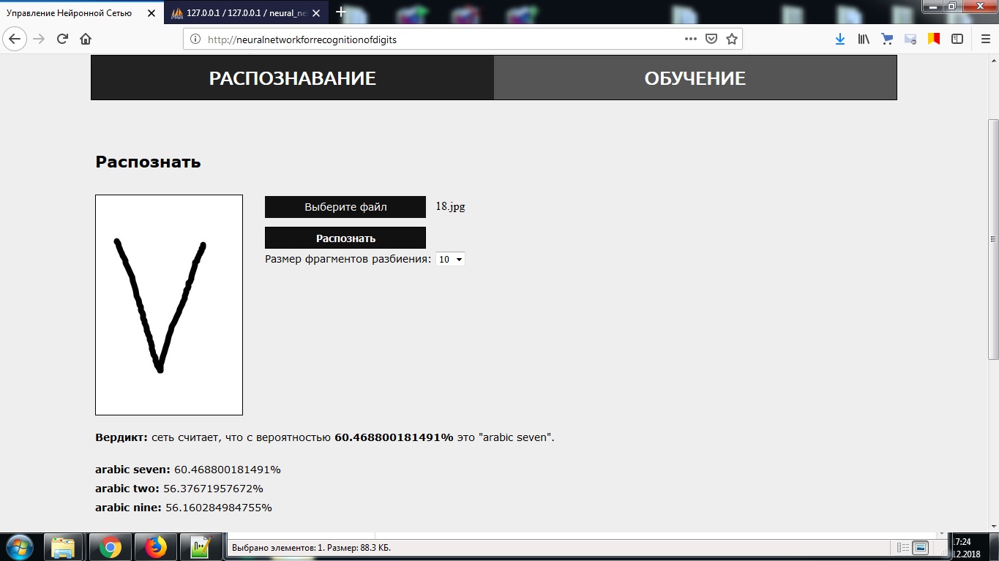 Управление Нейронной Сетью
127.0.0.1 / 127.0.0.1 / neural_ne
http://neuralnetworkforrecognitionofdigits
РАСПОЗНАВАНИЕ
ОБУЧЕНИЕ
Распознать
Выберите файл 18.jpg
Распознать
Размер фрагментов разбиения: 10
Вердикт: сеть считает, что с вероятностью 60.468800181491% это "arabic seven".
arabic seven: 60.468800181491%
arabic two: 56.37671957672%
arabic nine: 56.160284984755%
Выбрано элементов: 1. Размер: 88.3 КБ.
17:24
.12.2018